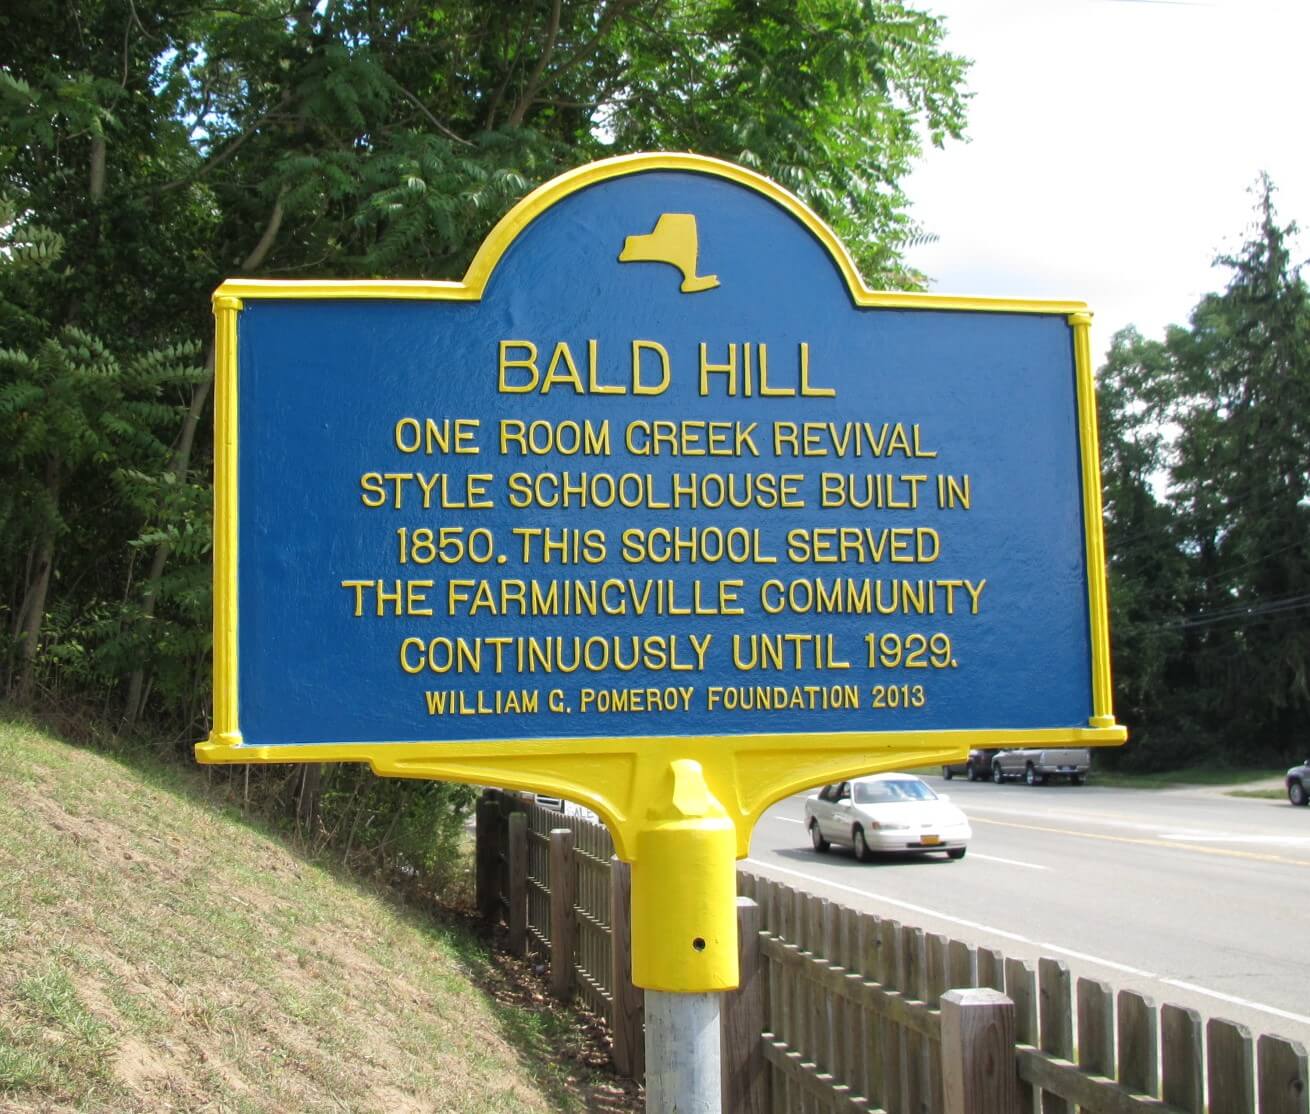 BALD HILL
ONE ROOM GREEK REVIVAL
STYLE SCHOOLHOUSE BUILT IN
1850. THIS SCHOOL SERVED
THE FARMINGVILLE COMMUNITY
CONTINUOUSLY UNTIL 1929.
WILLIAM G. POMEROY FOUNDATION 2013